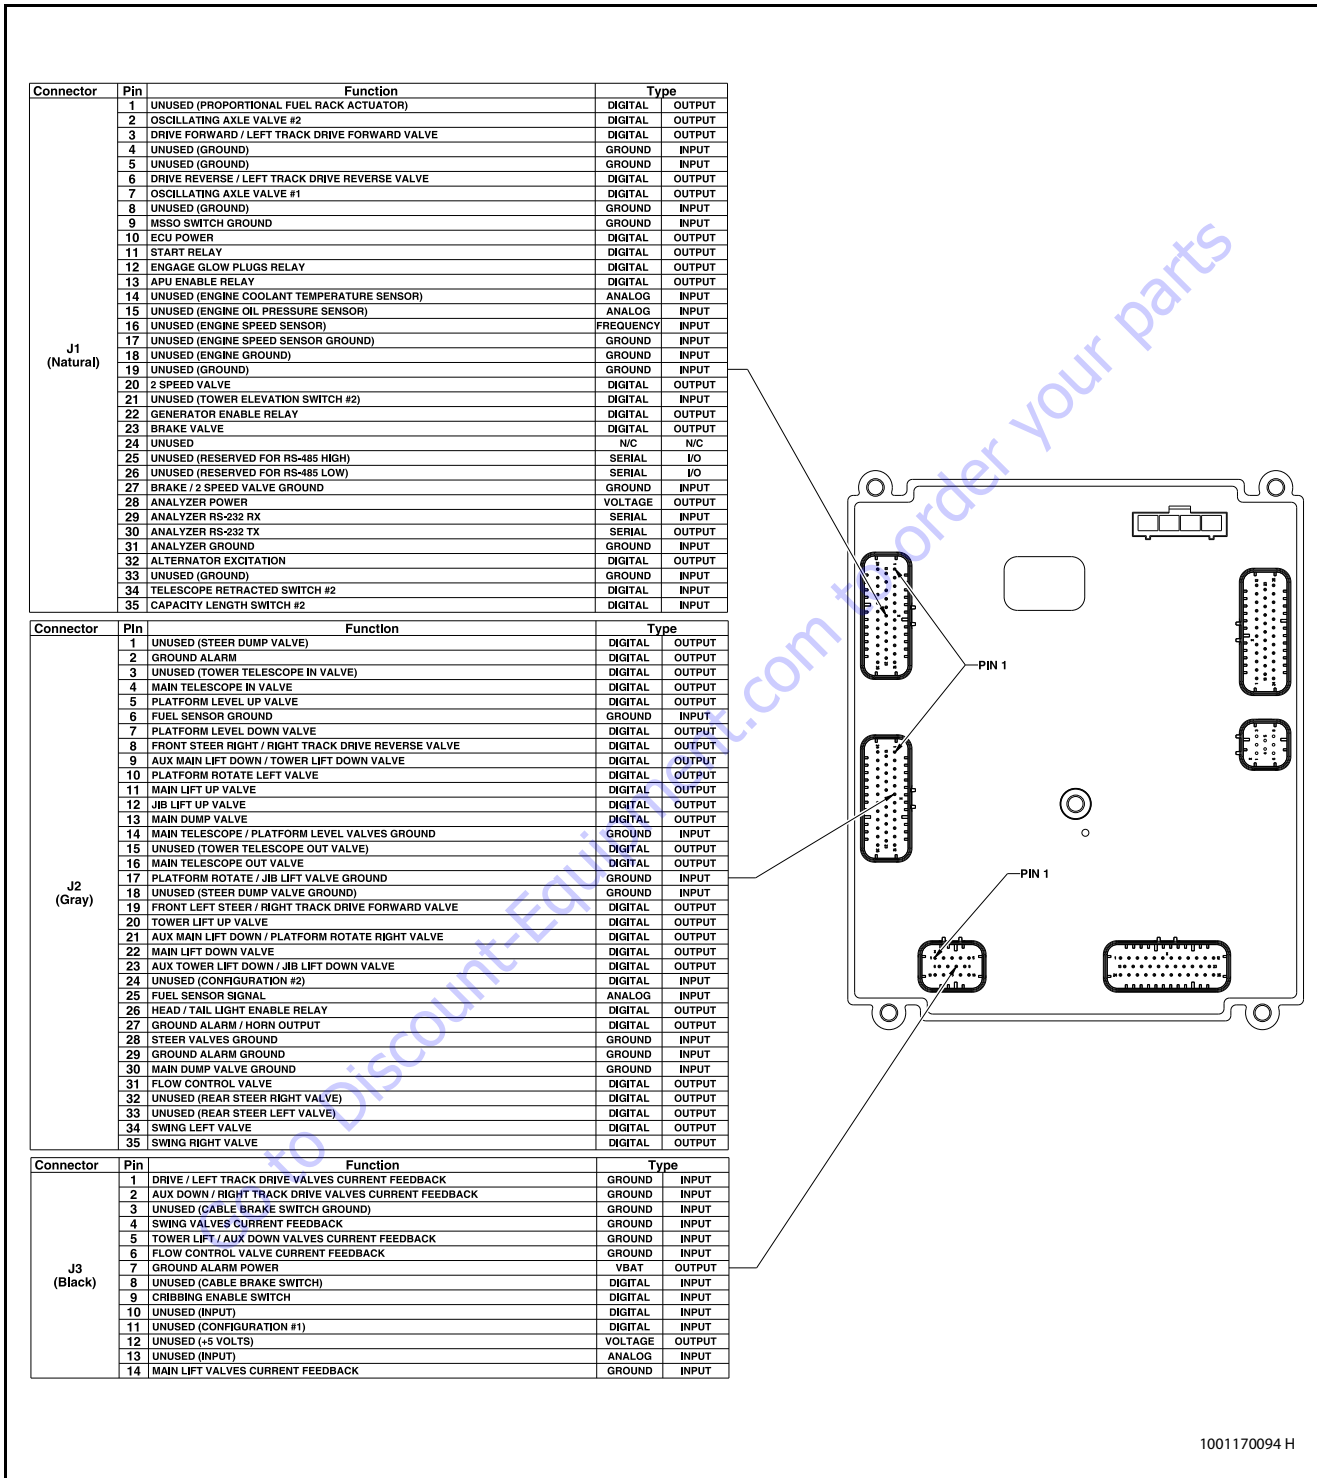 Connector Pin Function Type
J1
(Natural)
1 UNUSED (PROPORTIONAL FUEL RACK ACTUATOR) DIGITAL OUTPUT
2 OSCILLATING AXLE VALVE #2 DIGITAL OUTPUT
3 DRIVE FORWARD / LEFT TRACK DRIVE FORWARD VALVE DIGITAL OUTPUT
4 UNUSED (GROUND) GROUND INPUT
5 UNUSED (GROUND) GROUND INPUT
6 DRIVE REVERSE / LEFT TRACK DRIVE REVERSE VALVE DIGITAL OUTPUT
7 OSCILLATING AXLE VALVE #1 DIGITAL OUTPUT
8 UNUSED (GROUND) GROUND INPUT
9 MSSO SWITCH GROUND GROUND INPUT
10 ECU POWER DIGITAL OUTPUT
11 START RELAY DIGITAL OUTPUT
12 ENGAGE GLOW PLUGS RELAY DIGITAL OUTPUT
13 APU ENABLE RELAY DIGITAL OUTPUT
14 UNUSED (ENGINE COOLANT TEMPERATURE SENSOR) ANALOG INPUT
15 UNUSED (ENGINE OIL PRESSURE SENSOR) ANALOG INPUT
16 UNUSED (ENGINE SPEED SENSOR) FREQUENCY INPUT
17 UNUSED (ENGINE SPEED SENSOR GROUND) GROUND INPUT
18 UNUSED (ENGINE GROUND) GROUND INPUT
19 UNUSED (GROUND) GROUND INPUT
20 2 SPEED VALVE DIGITAL OUTPUT
21 UNUSED (TOWER ELEVATION SWITCH #2) DIGITAL INPUT
22 GENERATOR ENABLE RELAY DIGITAL OUTPUT
23 BRAKE VALVE DIGITAL OUTPUT
24 UNUSED N/C N/C
25 UNUSED (RESERVED FOR RS-485 HIGH) SERIAL I/O
26 UNUSED (RESERVED FOR RS-485 LOW) SERIAL I/O
27 BRAKE / 2 SPEED VALVE GROUND GROUND INPUT
28 ANALYZER POWER VOLTAGE OUTPUT
29 ANALYZER RS-232 RX SERIAL INPUT
30 ANALYZER RS-232 TX SERIAL OUTPUT
31 ANALYZER GROUND GROUND INPUT
32 ALTERNATOR EXCITATION DIGITAL OUTPUT
33 UNUSED (GROUND) GROUND INPUT
34 TELESCOPE RETRACTED SWITCH #2 DIGITAL INPUT
35 CAPACITY LENGTH SWITCH #2 DIGITAL INPUT
Connector Pin Function Type
J2
(Gray)
1 UNUSED (STEER DUMP VALVE) DIGITAL OUTPUT
2 GROUND ALARM DIGITAL OUTPUT
3 UNUSED (TOWER TELESCOPE IN VALVE) DIGITAL OUTPUT
4 MAIN TELESCOPE IN VALVE DIGITAL OUTPUT
5 PLATFORM LEVEL UP VALVE DIGITAL OUTPUT
6 FUEL SENSOR GROUND GROUND INPUT
7 PLATFORM LEVEL DOWN VALVE DIGITAL OUTPUT
8 FRONT STEER RIGHT / RIGHT TRACK DRIVE REVERSE VALVE DIGITAL OUTPUT
9 AUX MAIN LIFT DOWN / TOWER LIFT DOWN VALVE DIGITAL OUTPUT
10 PLATFORM ROTATE LEFT VALVE DIGITAL OUTPUT
11 MAIN LIFT UP VALVE DIGITAL OUTPUT
12 JIB LIFT UP VALVE DIGITAL OUTPUT
13 MAIN DUMP VALVE DIGITAL OUTPUT
14 MAIN TELESCOPE / PLATFORM LEVEL VALVES GROUND GROUND INPUT
15 UNUSED (TOWER TELESCOPE OUT VALVE) DIGITAL OUTPUT
16 MAIN TELESCOPE OUT VALVE DIGITAL OUTPUT
17 PLATFORM ROTATE / JIB LIFT VALVE GROUND GROUND INPUT
18 UNUSED (STEER DUMP VALVE GROUND) GROUND INPUT
19 FRONT LEFT STEER / RIGHT TRACK DRIVE FORWARD VALVE DIGITAL OUTPUT
20 TOWER LIFT UP VALVE DIGITAL OUTPUT
21 AUX MAIN LIFT DOWN / PLATFORM ROTATE RIGHT VALVE DIGITAL OUTPUT
22 MAIN LIFT DOWN VALVE DIGITAL OUTPUT
23 AUX TOWER LIFT DOWN / JIB LIFT DOWN VALVE DIGITAL OUTPUT
24 UNUSED (CONFIGURATION #2) DIGITAL INPUT
25 FUEL SENSOR SIGNAL ANALOG INPUT
26 HEAD / TAIL LIGHT ENABLE RELAY DIGITAL OUTPUT
27 GROUND ALARM / HORN OUTPUT DIGITAL OUTPUT
28 STEER VALVES GROUND GROUND INPUT
29 GROUND ALARM GROUND GROUND INPUT
30 MAIN DUMP VALVE GROUND GROUND INPUT
31 FLOW CONTROL VALVE DIGITAL OUTPUT
32 UNUSED (REAR STEER RIGHT VALVE) DIGITAL OUTPUT
33 UNUSED (REAR STEER LEFT VALVE) DIGITAL OUTPUT
34 SWING LEFT VALVE DIGITAL OUTPUT
35 SWING RIGHT VALVE DIGITAL OUTPUT
Connector Pin Function Type
J3
(Black)
1 DRIVE / LEFT TRACK DRIVE VALVES CURRENT FEEDBACK GROUND INPUT
2 AUX DOWN / RIGHT TRACK DRIVE VALVES CURRENT FEEDBACK GROUND INPUT
3 UNUSED (CABLE BRAKE SWITCH GROUND) GROUND INPUT
4 SWING VALVES CURRENT FEEDBACK GROUND INPUT
5 TOWER LIFT / AUX DOWN VALVES CURRENT FEEDBACK GROUND INPUT
6 FLOW CONTROL VALVE CURRENT FEEDBACK GROUND INPUT
7 GROUND ALARM POWER VBAT OUTPUT
8 UNUSED (CABLE BRAKE SWITCH) DIGITAL INPUT
9 CRIBBING ENABLE SWITCH DIGITAL INPUT
10 UNUSED (INPUT) DIGITAL INPUT
11 UNUSED (CONFIGURATION #1) DIGITAL INPUT
12 UNUSED (+5 VOLTS) VOLTAGE OUTPUT
13 UNUSED (INPUT) ANALOG INPUT
14 MAIN LIFT VALVES CURRENT FEEDBACK GROUND INPUT
PIN 1
PIN 1
Go to Discount-Equipment.com to order your parts
1001170094 H